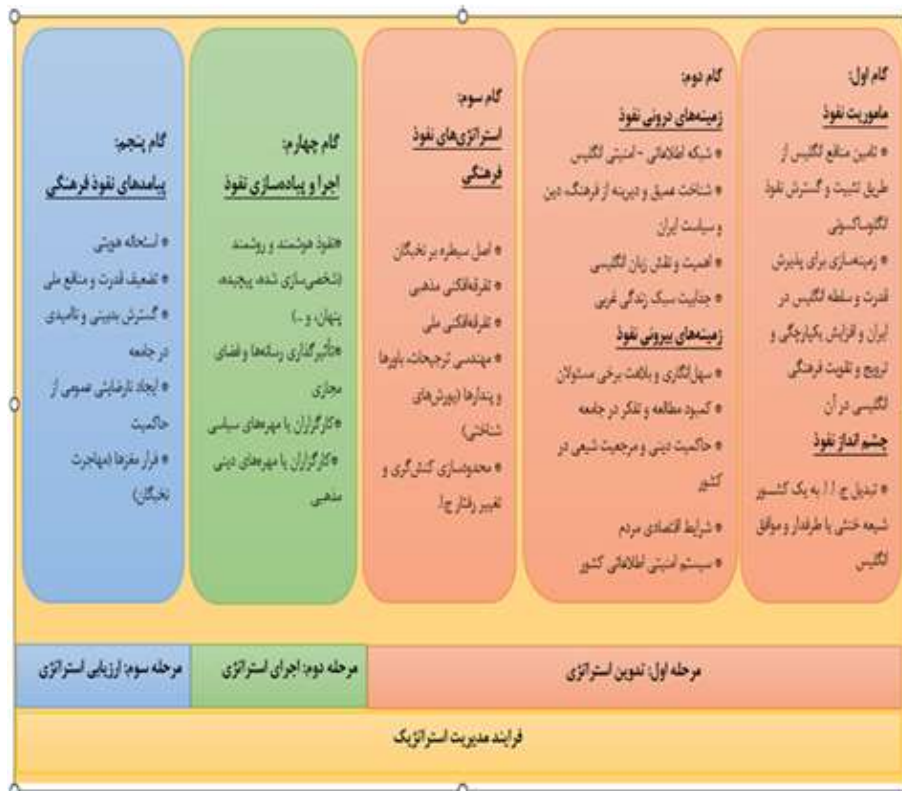 گام اول:
ماموریت نفوذ
* تامین منافع انگلیس از
طریق تثبیت و گسترش نفوذ
انگلوساکسونی
* زمینه‌سازی برای پذیرش
قدرت و سلطه انگلیس در
ایران و افزایش یکپارچگی و
ترویج و تقویت فرهنگی
انگلیسی در آن
چشم انداز نفوذ
* تبدیل ج.ا.ا. به یک کشور
شیعه خنثی یا طرفدار و موافق
انگلیس
گام دوم:
زمینه‌های درونی نفوذ
* شبکه اطلاعاتی - امنیتی انگلیس
* شناخت عمیق و دیرینه از فرهنگ، دین
و سیاست ایران
* اهمیت و نقش زبان انگلیسی
* جذابیت سبک زندگی غربی
زمینه‌های بیرونی نفوذ
* سهل‌انگاری و بلاهت برخی مسئولان
* کمبود مطالعه و تفکر در جامعه
* حاکمیت دینی و مرجعیت شیعی در
کشور
* شرایط اقتصادی مردم
* سیستم امنیتی اطلاعاتی کشور
گام سوم:
استراتژی‌های نفوذ
فرهنگی
* اصل سیطره بر نخبگان
* تفرقه‌افکنی مذهبی
* تفرقه‌افکنی ملی
* مهندسی ترجیحات، باورها
و پندارها (یورش‌های
شناختی)
* محدودسازی کنش‌گری و
تغییر رفتار ج.ا.
گام چهارم:
اجرا و پیاده‌سازی نفوذ
*نفوذ هوشمند و روشمند
(شخصی‌سازی شده، پیچیده،
پنهان، و ..)
*تأثیرگذاری رسانه‌ها و فضای
مجازی
*کارگزاران یا مهره‌های سیاسی
*کارگزاران یا مهره‌های دینی
مذهبی
گام پنجم:
پیامدهای نفوذ فرهنگی
* استحاله هویتی
* تضعیف قدرت و منافع ملی
* گسترش بدبینی و ناامیدی
در جامعه
* ایجاد نارضایتی عمومی از
حاکمیت
* فرار مغزها (مهاجرت
نخبگان)
مرحله اول: تدوین استراتژی
مرحله دوم: اجرای استراتژی
مرحله سوم: ارزیابی استراتژی
فرایند مدیریت استراتژیک